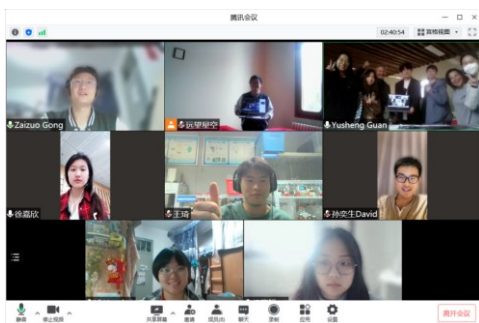 腾讯会议
02:40:54
宫格视图
Zaizuo Gong
远望星空
Yusheng Guan
徐嘉欣
王琦
孙奕生David
静音
停止视频
共享屏幕
邀请
成员(8)
聊天
录制
应用
设置
离开会议